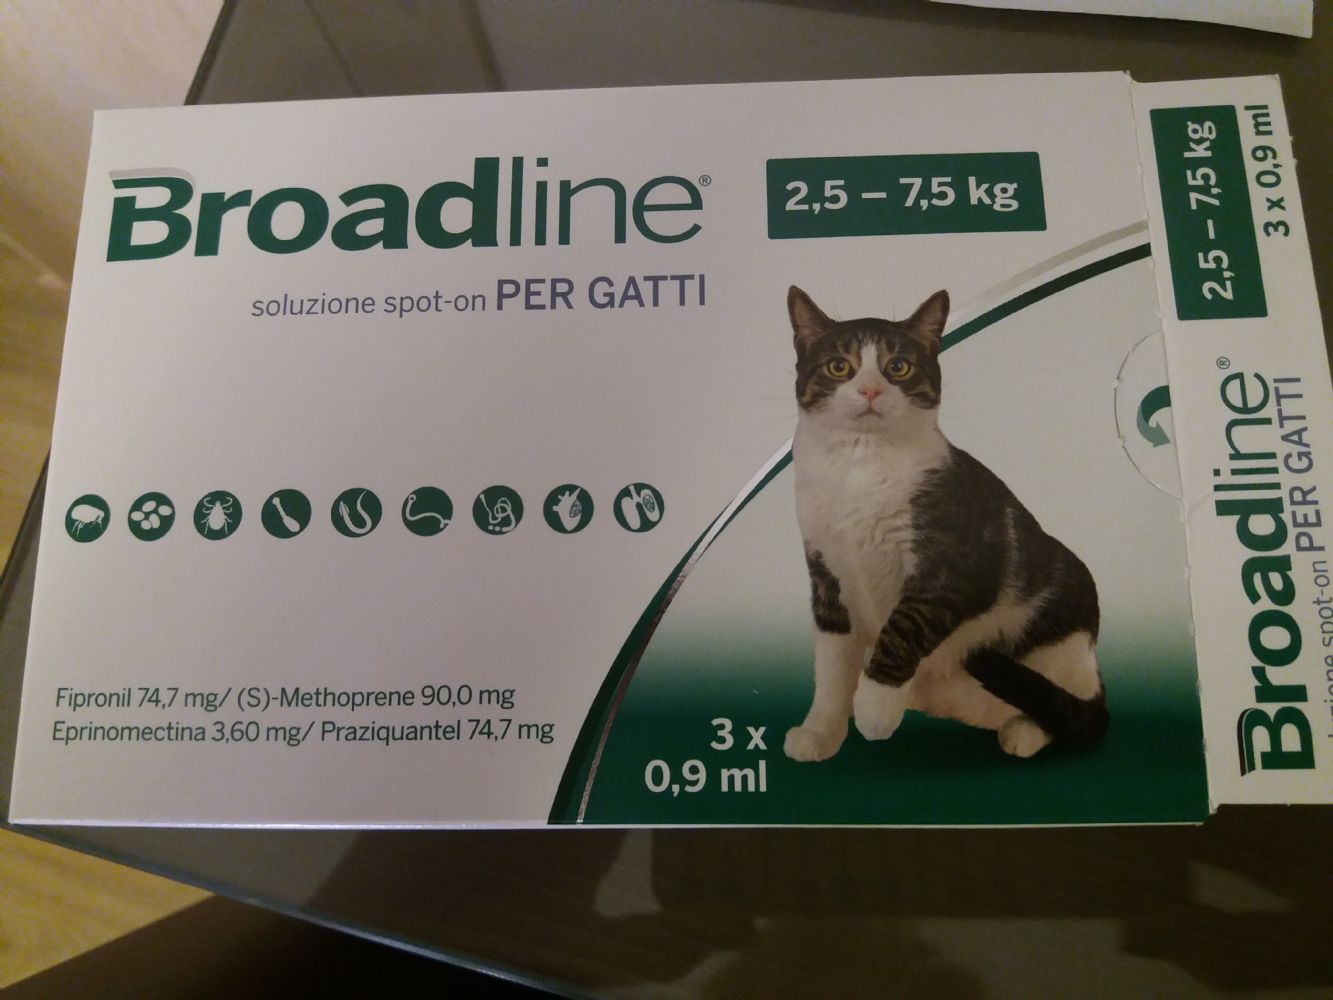 Broadline®
2,5 – 7,5 kg
soluzione spot-on PER GATTI
Fipronil 74,7 mg/ (S)-Methoprene 90,0 mg
Eprinomectina 3,60 mg/ Praziquantel 74,7 mg
3 x
0,9 ml
2,5 – 7,5 kg
3 x 0,9 ml
Broadline®
spot-on PER GATTI